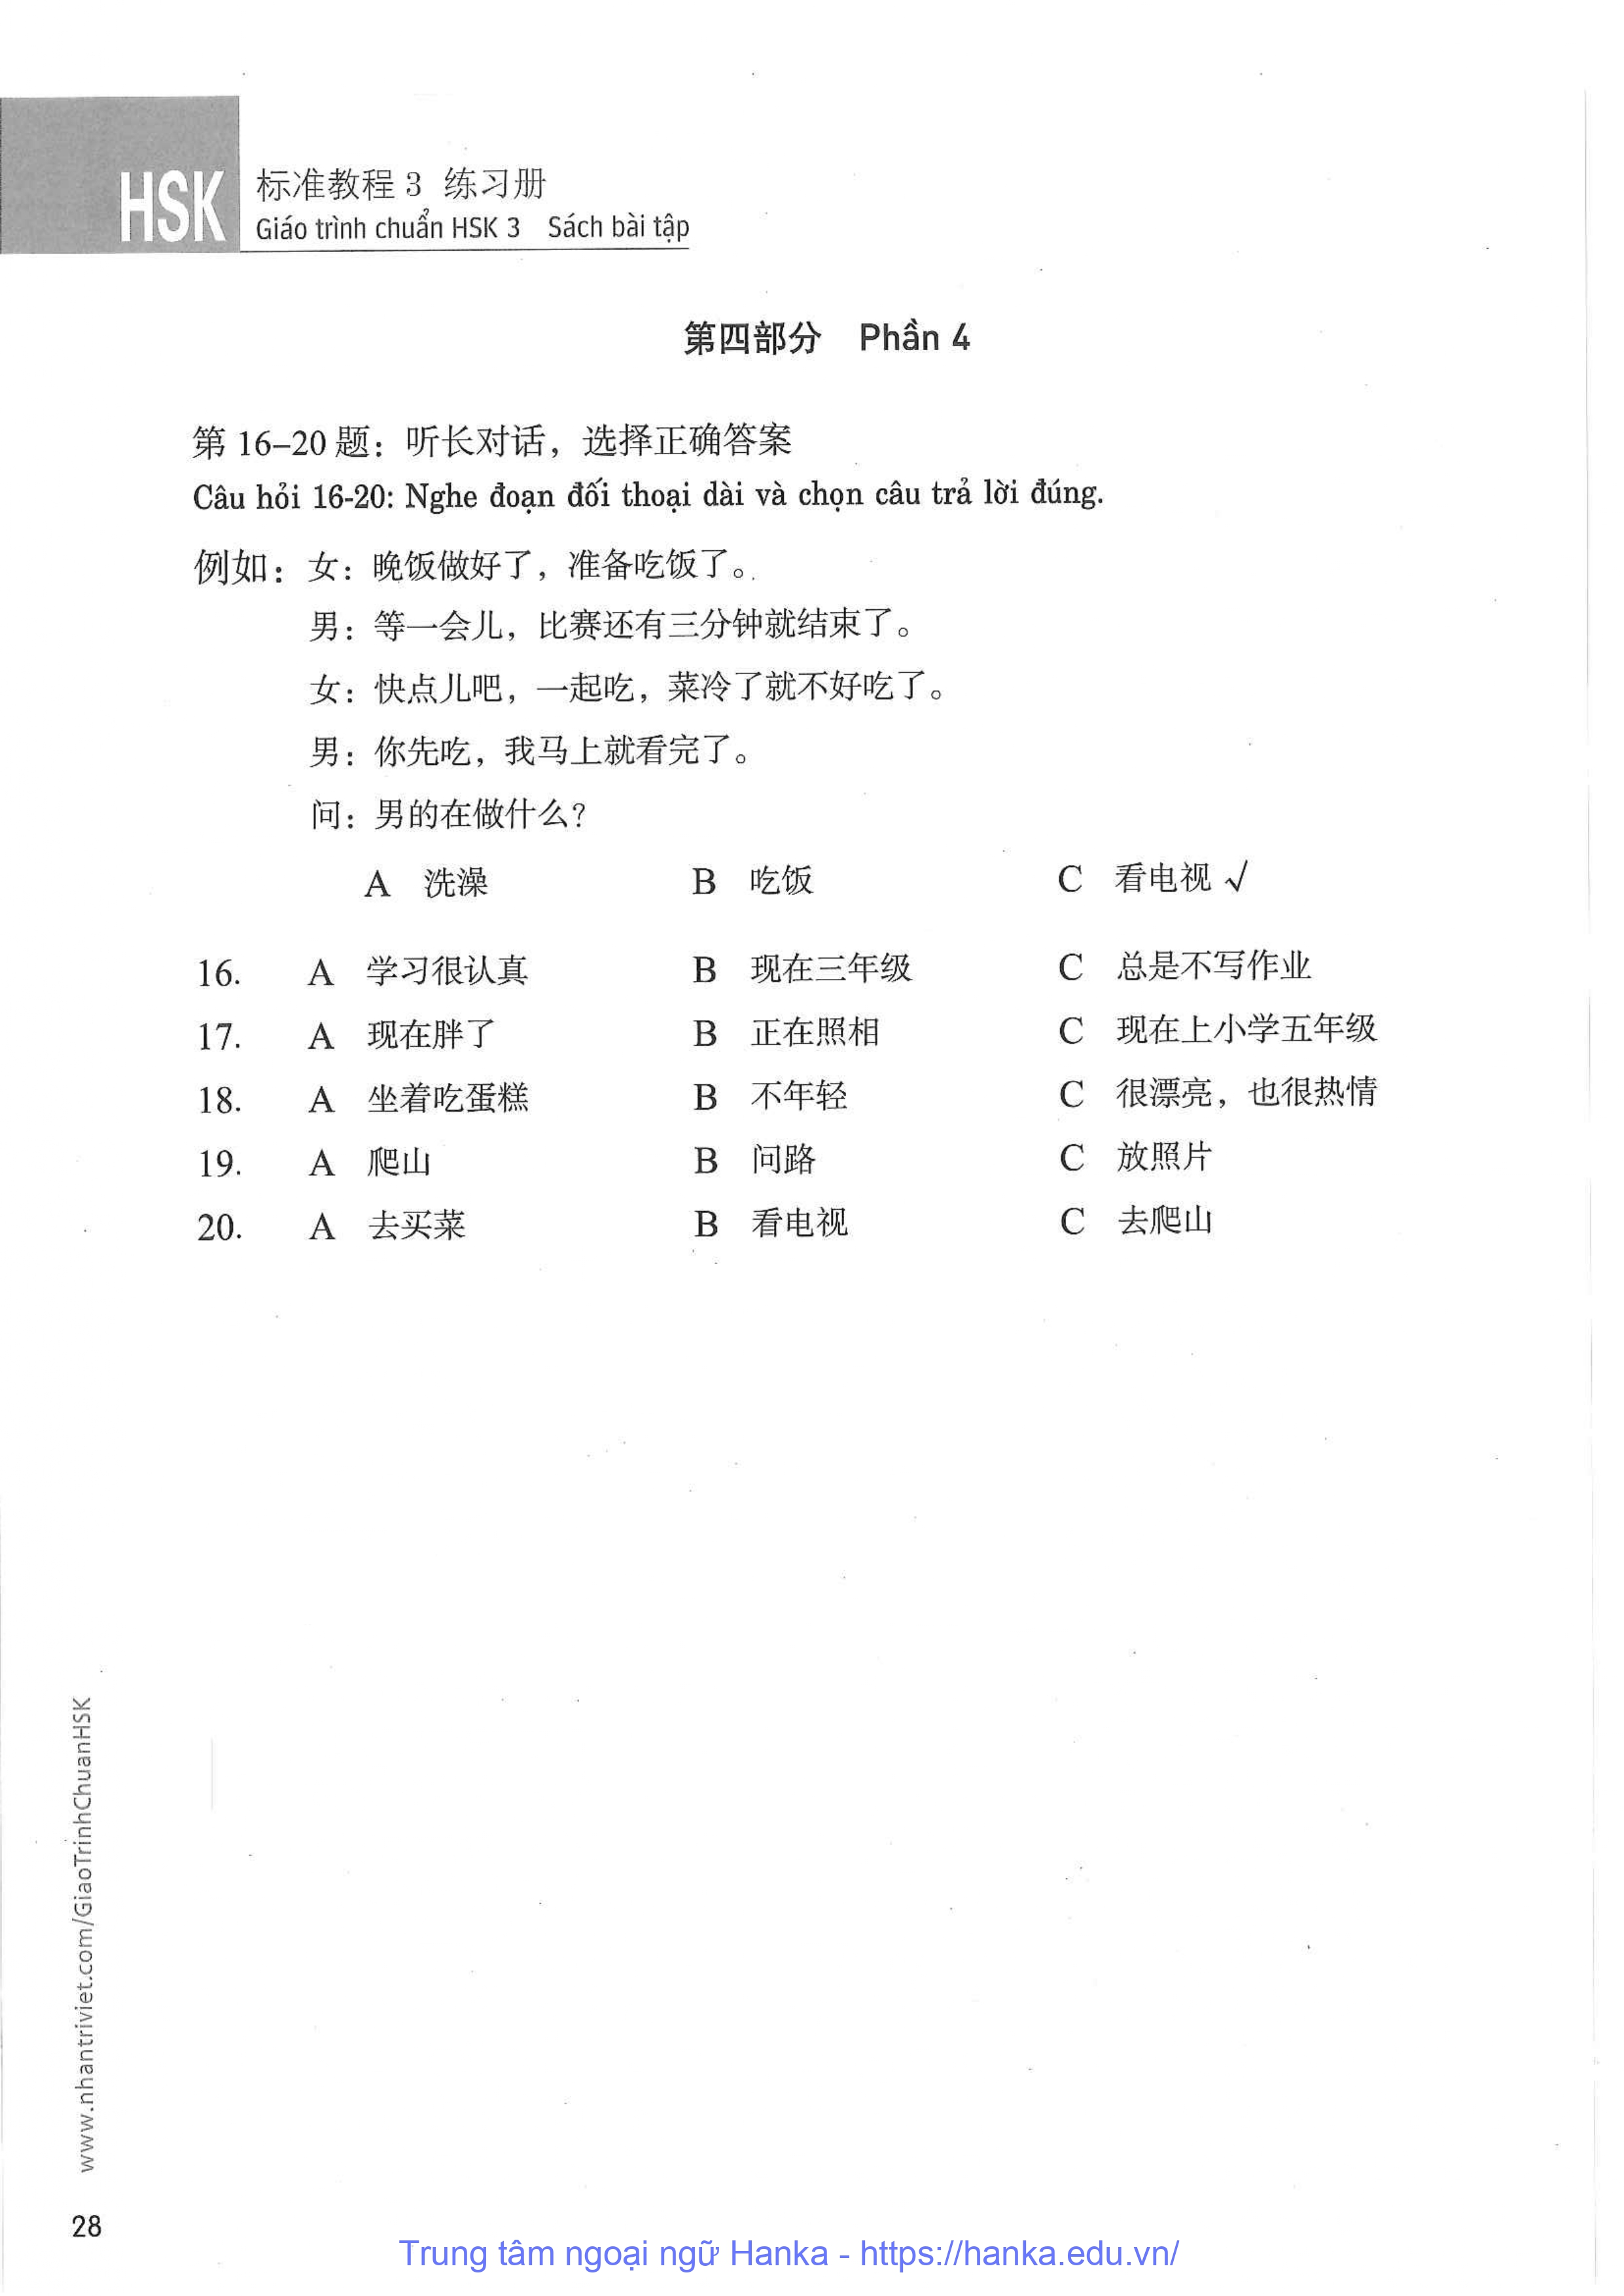 HSK 标准教程 3 练习册
Giáo trình chuẩn HSK 3 Sách bài tập
第四部分 Phần 4
第 16–20 题：听长对话，选择正确答案
Câu hỏi 16-20: Nghe đoạn đối thoại dài và chọn câu trả lời đúng.
例如：女：晚饭做好了，准备吃饭了。
男：等一会儿，比赛还有三分钟就结束了。
女：快点儿吧，一起吃，菜冷了就不好吃了。
男：你先吃，我马上就看完了。
问：男的在做什么？
A 洗澡 B 吃饭 C 看电视 √
16. A 学习很认真 B 现在三年级 C 总是不写作业
17. A 现在胖了 B 正在照相 C 现在上小学五年级
18. A 坐着吃蛋糕 B 不年轻 C 很漂亮，也很热情
19. A 爬山 B 问路 C 放照片
20. A 去买菜 B 看电视 C 去爬山
www.nhantriviet.com/GiaoTrinhChuanHSK
28
Trung tâm ngoại ngữ Hanka - https://hanka.edu.vn/